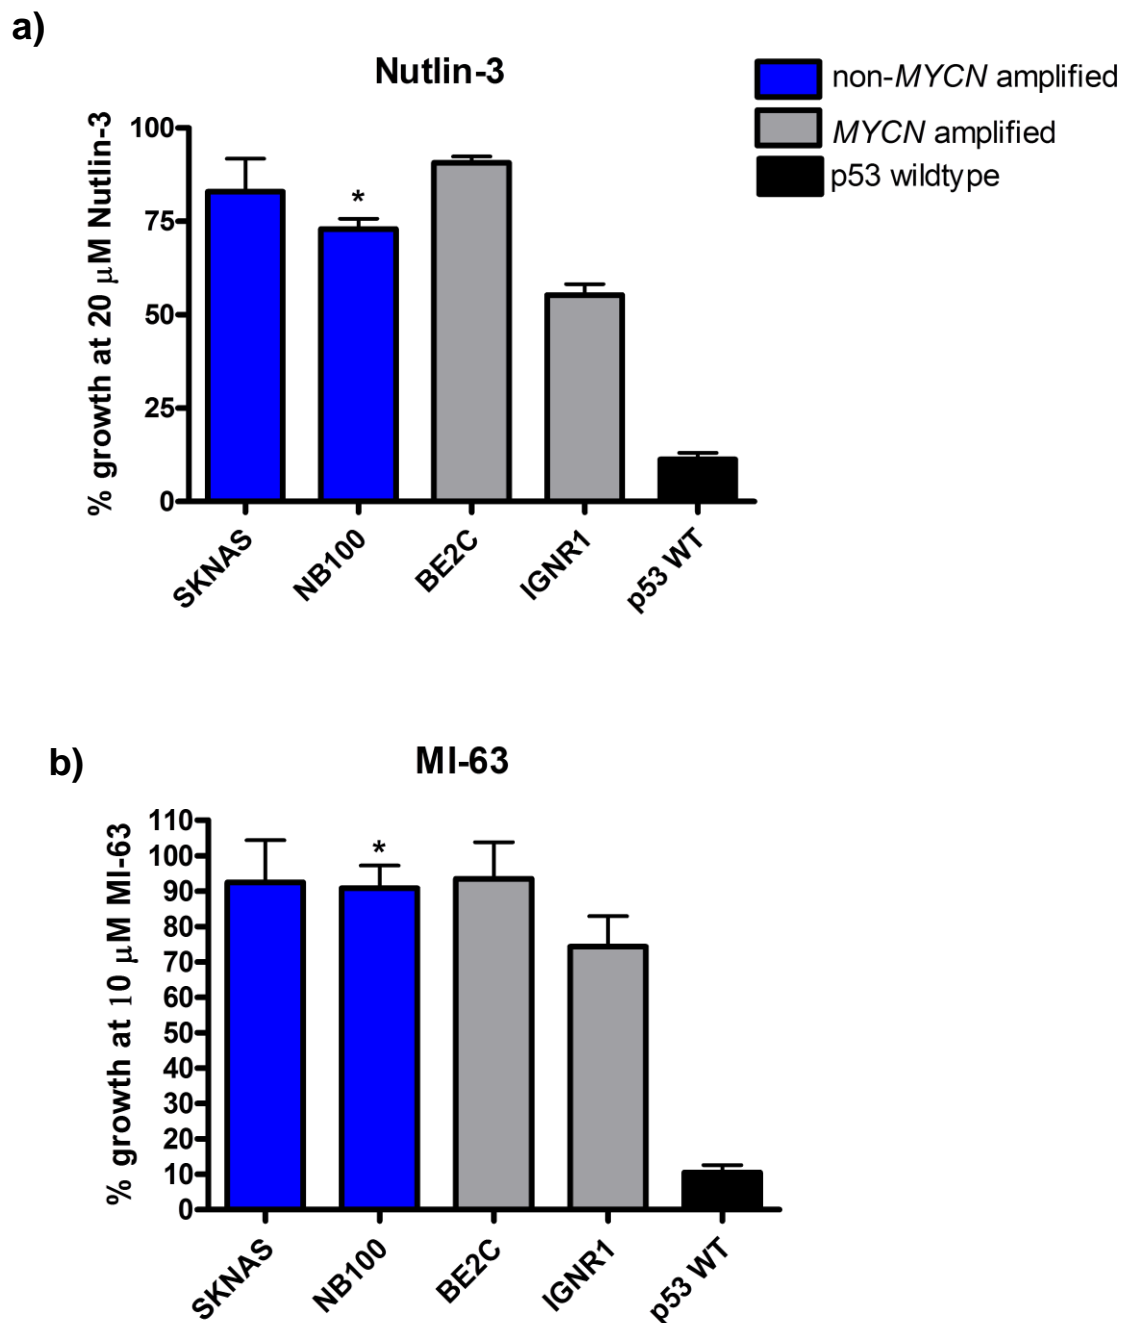 a)
Nutlin-3
non-MYCN amplified
MYCN amplified
p53 wildtype
% growth at 20 μM Nutlin-3
100
75
50
25
0
*
SKNAS
NB100
BE2C
IGNR1
p53 WT
b)
MI-63
% growth at 10 μM MI-63
110
100
90
80
70
60
50
40
30
20
10
0
*
SKNAS
NB100
BE2C
IGNR1
p53 WT